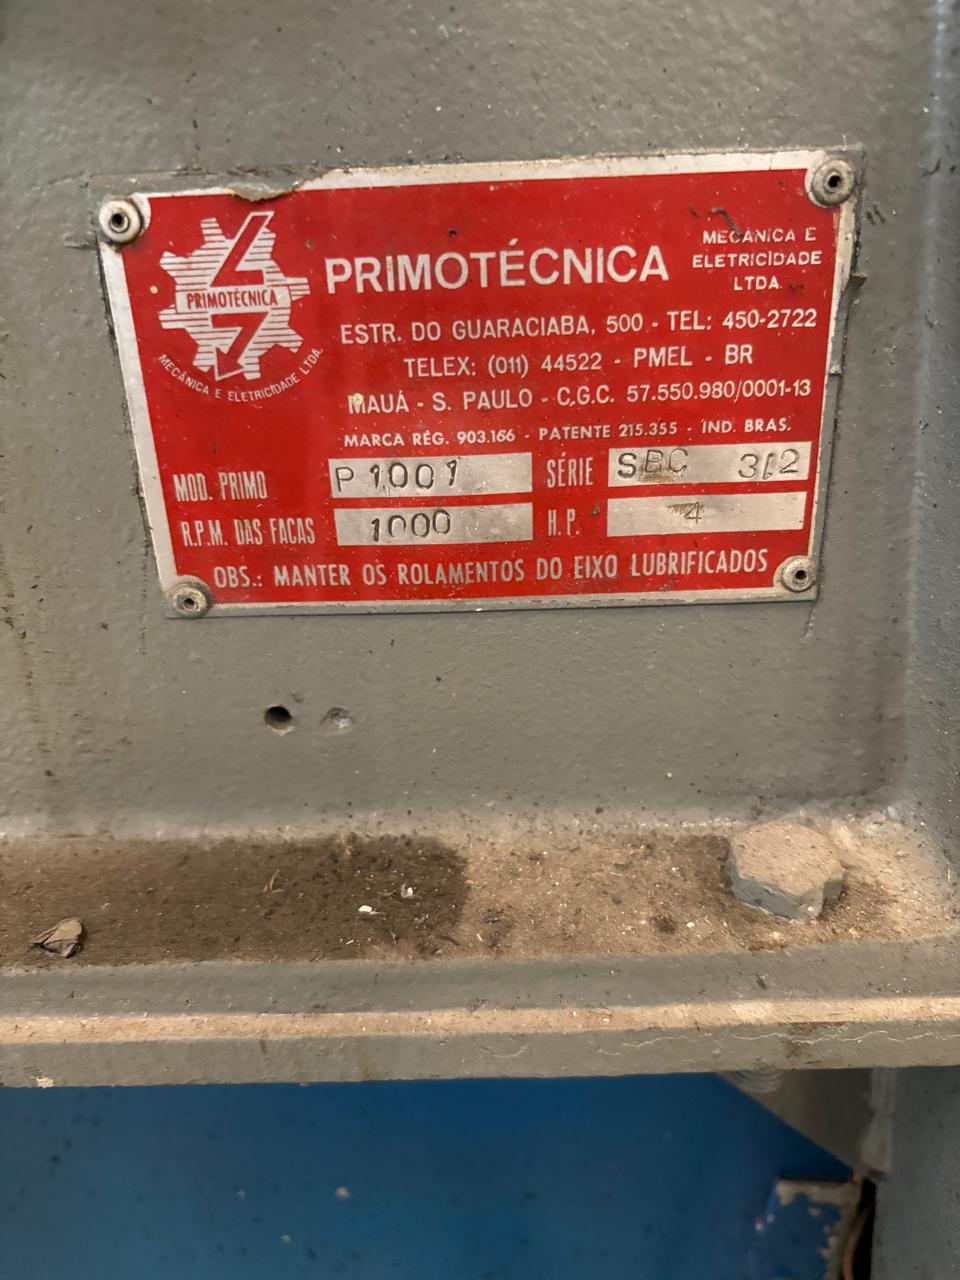 PRIMOTÉCNICA
MECÂNICA E ELETRICIDADE LTDA.
PRIMOTÉCNICA
MECÂNICA E
ELETRICIDADE
LTDA.
ESTR. DO GUARACIABA, 500 - TEL: 450-2722
TELEX: (011) 44522 - PMEL - BR
MAUÁ - S. PAULO - C.G.C. 57.550.980/0001-13
MARCA RÉG. 903.166 - PATENTE 215.355 - IND. BRAS.
MOD. PRIMO P 1001 SÉRIE SBC 312
R.P.M. DAS FACAS 1000 H.P. 4
OBS.: MANTER OS ROLAMENTOS DO EIXO LUBRIFICADOS